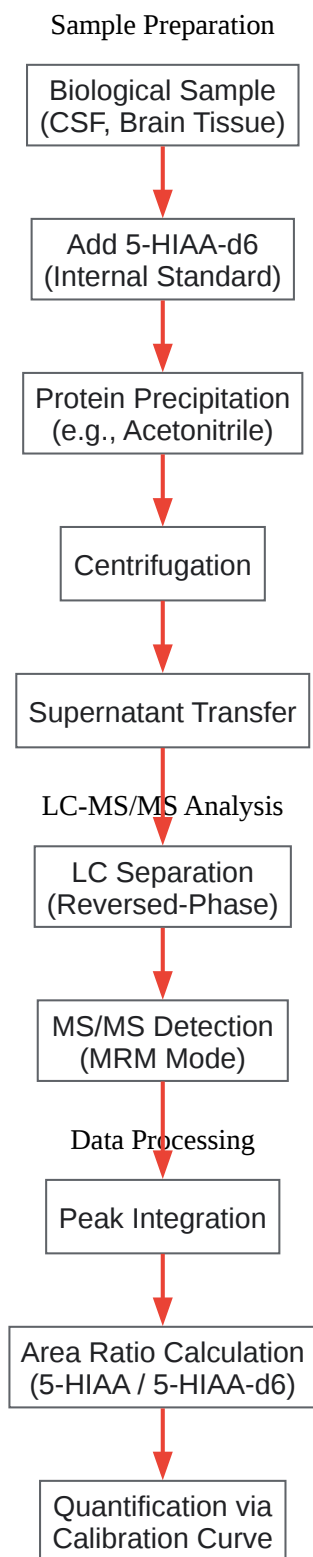 Sample Preparation
Biological Sample
(CSF, Brain Tissue)
Add 5-HIAA-d6
(Internal Standard)
Protein Precipitation
(e.g., Acetonitrile)
Centrifugation
Supernatant Transfer
LC-MS/MS Analysis
LC Separation
(Reversed-Phase)
MS/MS Detection
(MRM Mode)
Data Processing
Peak Integration
Area Ratio Calculation
(5-HIAA / 5-HIAA-d6)
Quantification via
Calibration Curve